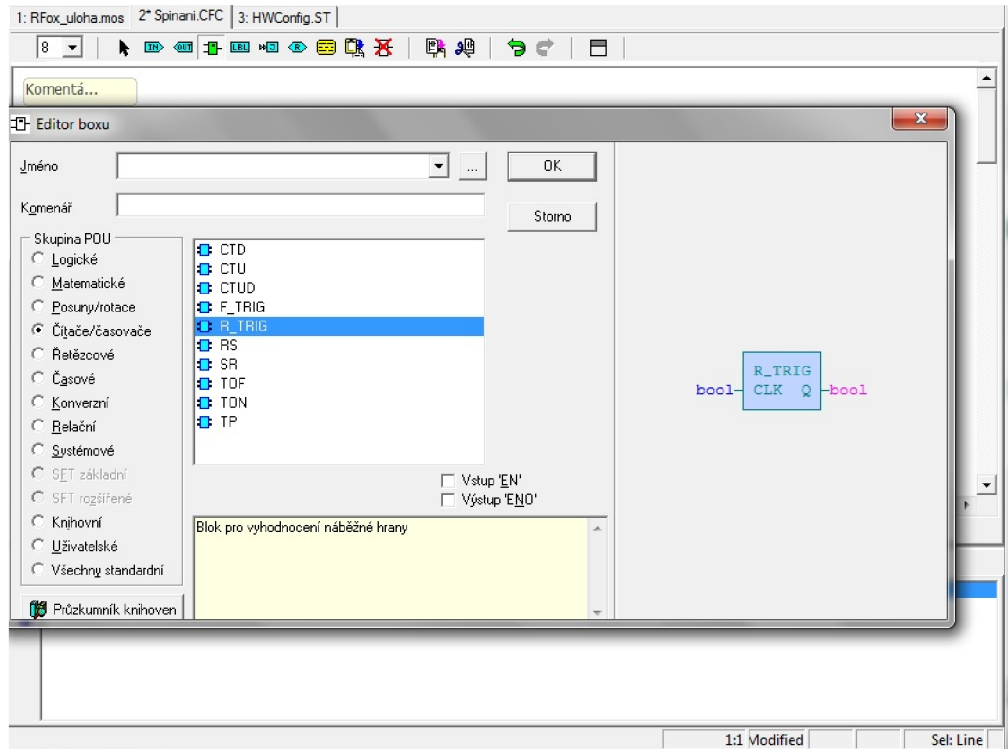 1: RFox_uloha.mos 2* Spinani.CFC 3: HWConfig.ST
8 IN> OUT LBL R
Komentá...
Editor boxu
Jméno ... OK
Komenář Storno
Skupina POU
Logické
Matematické
Posuny/rotace
Čítače/časovače
Řetězcové
Časové
Konverzní
Relační
Systémové
SFT základní
SFT rozšířené
Knihovní
Uživatelské
Všechny standardní
Průzkumník knihoven
CTD
CTU
CTUD
F_TRIG
R_TRIG
RS
SR
TOF
TON
TP
Vstup 'EN'
Výstup 'ENO'
Blok pro vyhodnocení náběžné hrany
R_TRIG
bool CLK Q bool
1:1 Modified Sel: Line